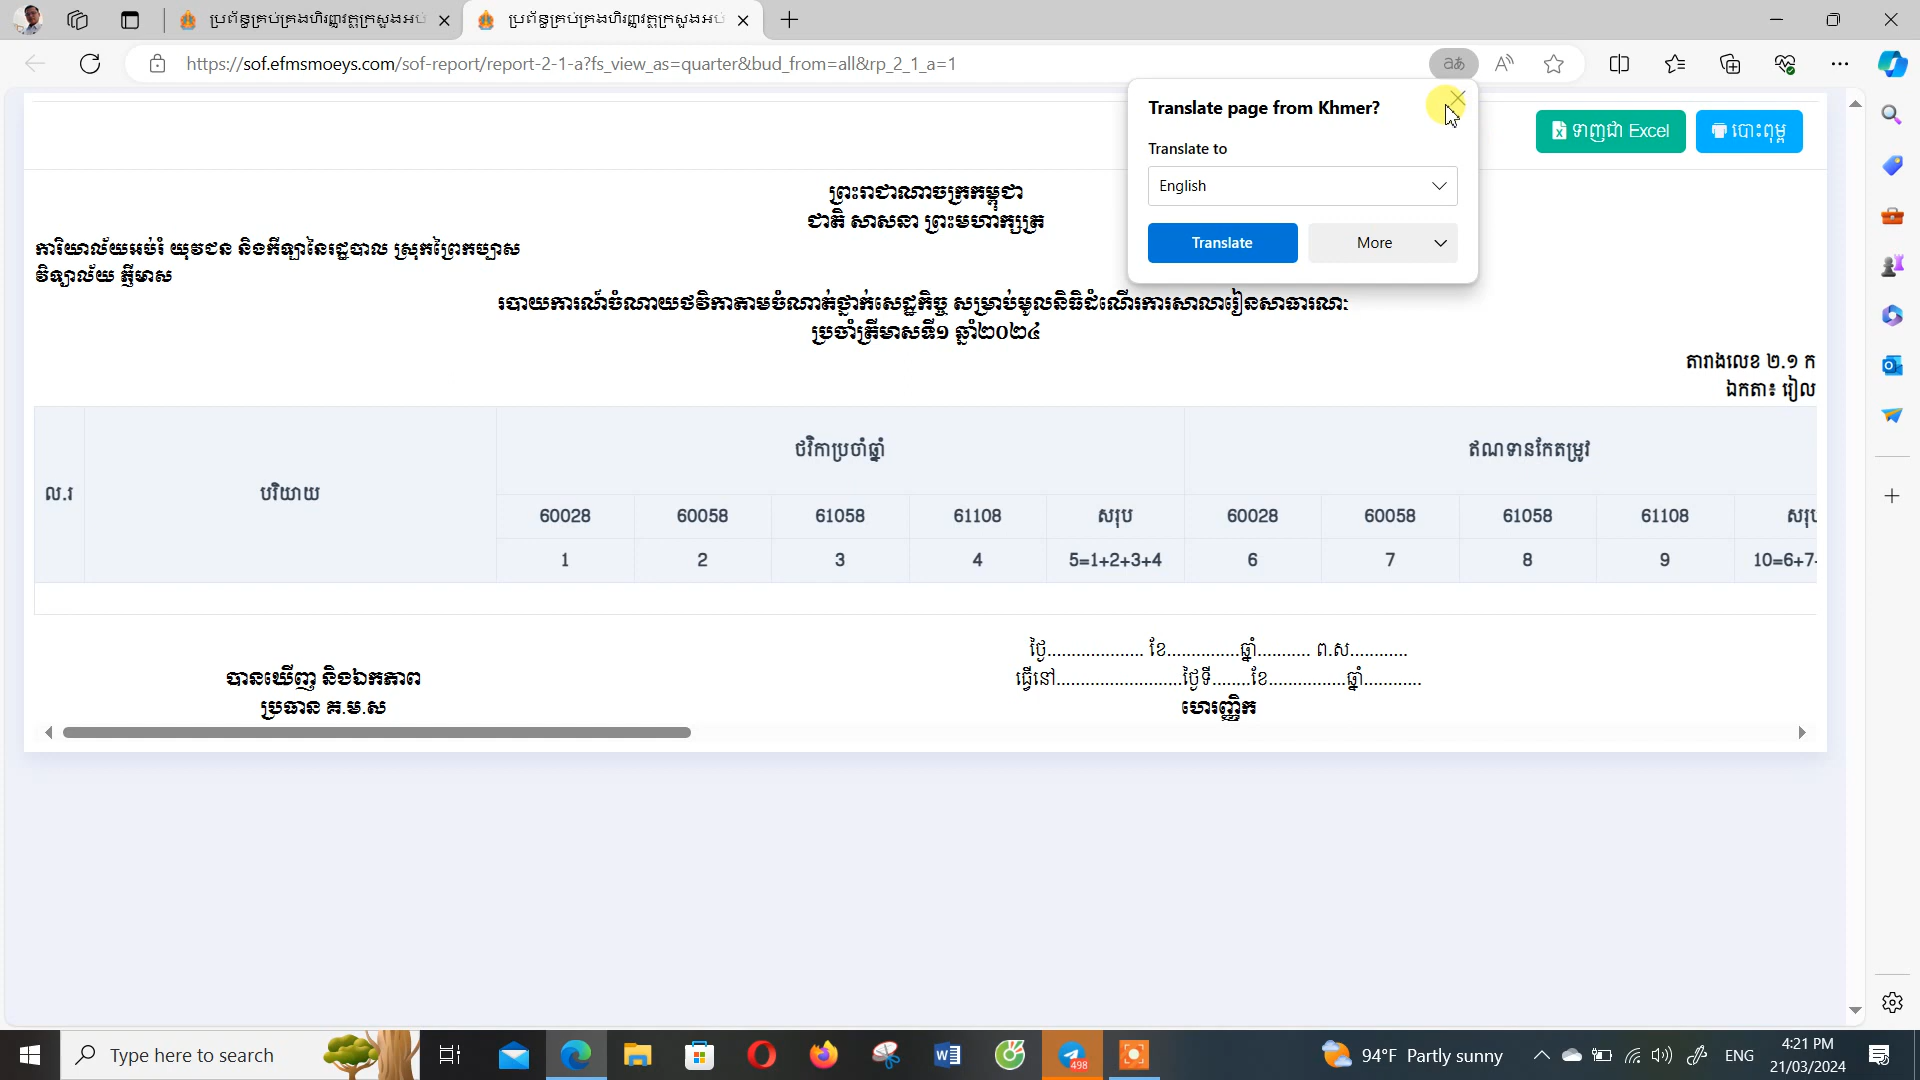 ប្រព័ន្ធគ្រប់គ្រងហិរញ្ញវត្ថុក្រសួងអប់
ប្រព័ន្ធគ្រប់គ្រងហិរញ្ញវត្ថុក្រសួងអប់
https://sof.efmsmoeys.com/sof-report/report-2-1-a?fs_view_as=quarter&bud_from=all&rp_2_1_a=1
Translate page from Khmer?
Translate to
English
Translate
More
ទាញជា Excel
បោះពុម្ព
ព្រះរាជាណាចក្រកម្ពុជា
ជាតិ សាសនា ព្រះមហាក្សត្រ
ការិយាល័យអប់រំ យុវជន និងកីឡានៃរដ្ឋបាល ស្រុកព្រៃកប្បាស
វិទ្យាល័យ ភ្នីមាស
របាយការណ៍ចំណាយថវិកាតាមចំណាត់ថ្នាក់សេដ្ឋកិច្ច សម្រាប់មូលនិធិដំណើរការសាលារៀនសាធារណៈ
ប្រចាំត្រីមាសទី១ ឆ្នាំ២០២៤
តារាងលេខ ២.១ ក
ឯកតា៖ រៀល
ល.រ
បរិយាយ
ថវិកាប្រចាំឆ្នាំ
ឥណទានកែតម្រូវ
60028 60058 61058 61108 សរុប 60028 60058 61058 61108 សរុ
1 2 3 4 5=1+2+3+4 6 7 8 9 10=6+7-
ថ្ងៃ.................... ខែ...............ឆ្នាំ........... ព.ស............
បានឃើញ និងឯកភាព
ធ្វើនៅ..........................ថ្ងៃទី........ខែ................ឆ្នាំ............
ប្រធាន គ.ម.ស
ហេរញ្ញិក
Type here to search
498
94°F Partly sunny
ENG
4:21 PM
21/03/2024